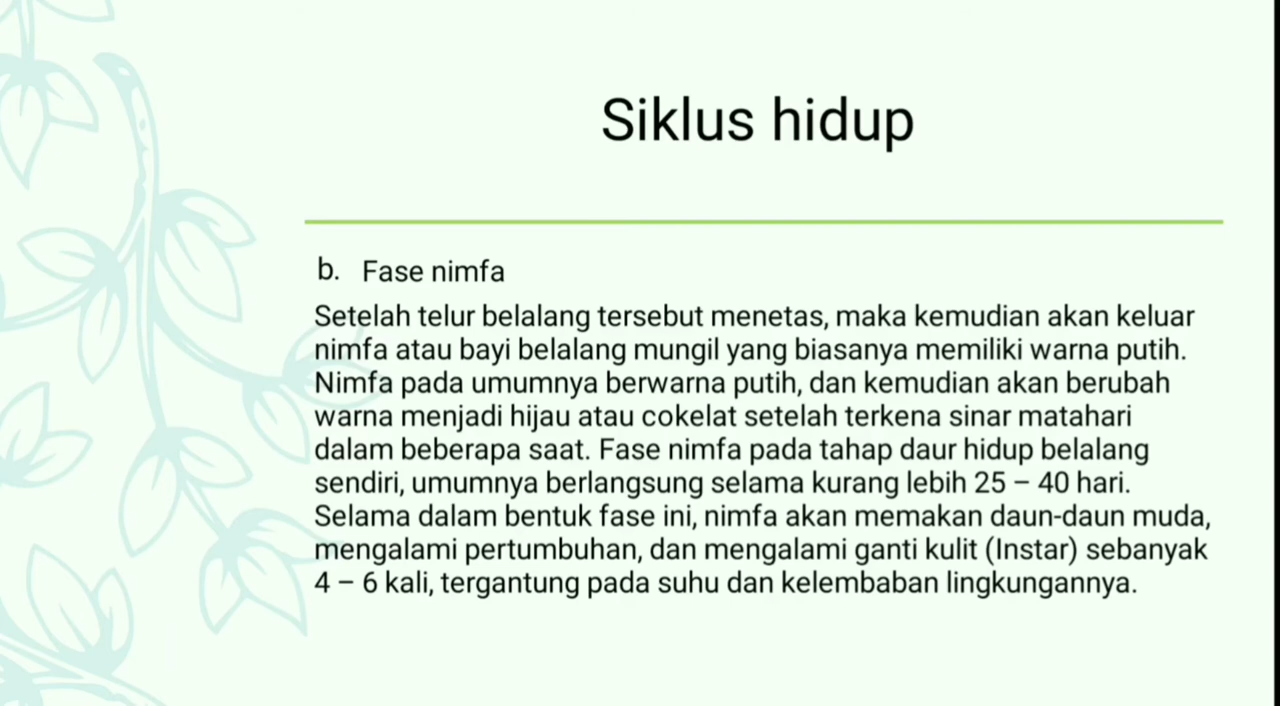 Siklus hidup
b. Fase nimfa
Setelah telur belalang tersebut menetas, maka kemudian akan keluar
nimfa atau bayi belalang mungil yang biasanya memiliki warna putih.
Nimfa pada umumnya berwarna putih, dan kemudian akan berubah
warna menjadi hijau atau cokelat setelah terkena sinar matahari
dalam beberapa saat. Fase nimfa pada tahap daur hidup belalang
sendiri, umumnya berlangsung selama kurang lebih 25 – 40 hari.
Selama dalam bentuk fase ini, nimfa akan memakan daun-daun muda,
mengalami pertumbuhan, dan mengalami ganti kulit (Instar) sebanyak
4 – 6 kali, tergantung pada suhu dan kelembaban lingkungannya.